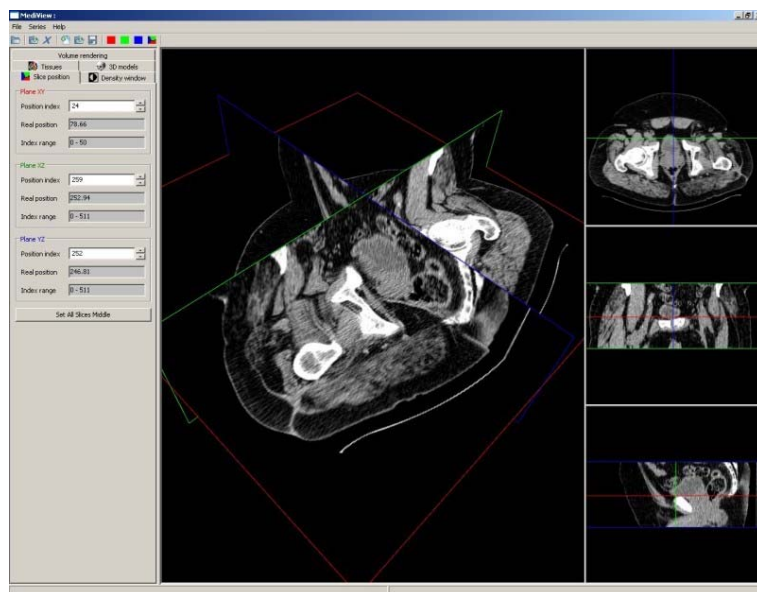 MediView :
File Series Help
Volume rendering
Tissues 3D models
Slice position Density window
Plane XY
Position index 24
Real position 78.66
Index range 0 - 50
Plane XZ
Position index 259
Real position 252.94
Index range 0 - 511
Plane YZ
Position index 252
Real position 246.81
Index range 0 - 511
Set All Slices Middle